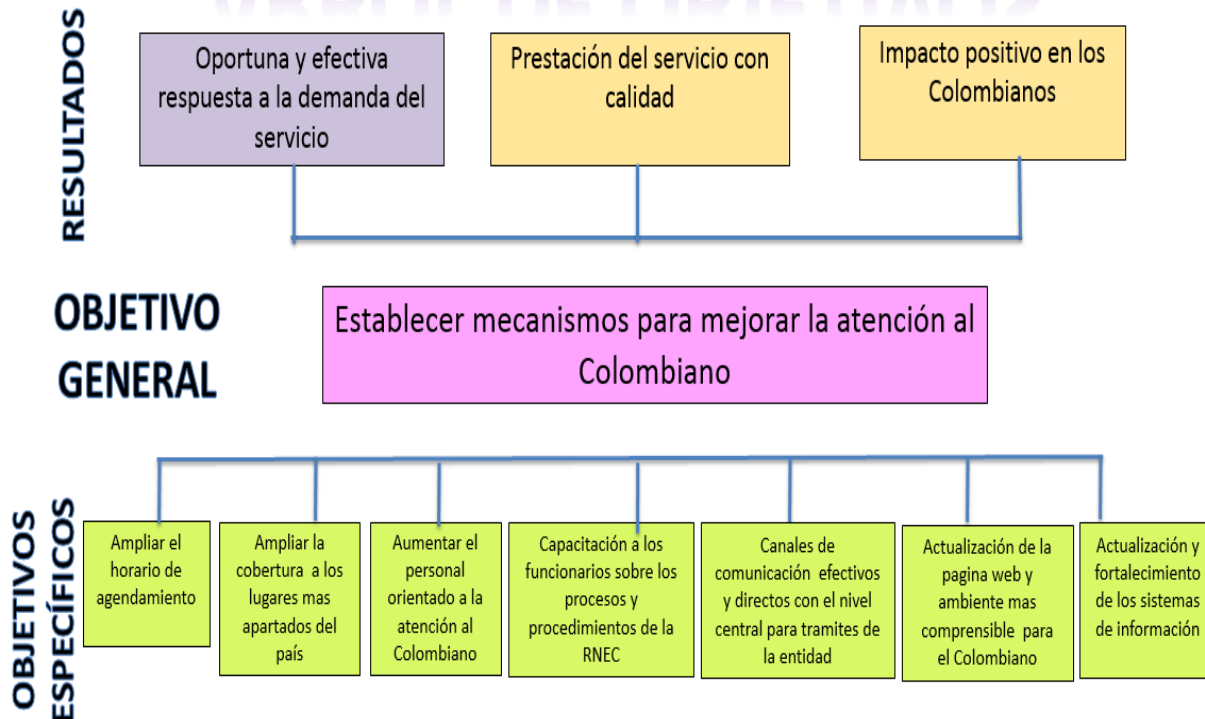 RESULTADOS
Oportuna y efectiva
respuesta a la demanda del
servicio
Prestación del servicio con
calidad
Impacto positivo en los
Colombianos
OBJETIVO
GENERAL
Establecer mecanismos para mejorar la atención al
Colombiano
OBJETIVOS
ESPECÍFICOS
Ampliar el
horario de
agendamiento
Ampliar la
cobertura a los
lugares mas
apartados del
país
Aumentar el
personal
orientado a la
atención al
Colombiano
Capacitación a los
funcionarios sobre los
procesos y
procedimientos de la
RNEC
Canales de
comunicación efectivos
y directos con el nivel
central para tramites de
la entidad
Actualización de la
pagina web y
ambiente mas
comprensible para
el Colombiano
Actualización y
fortalecimiento
de los sistemas
de información